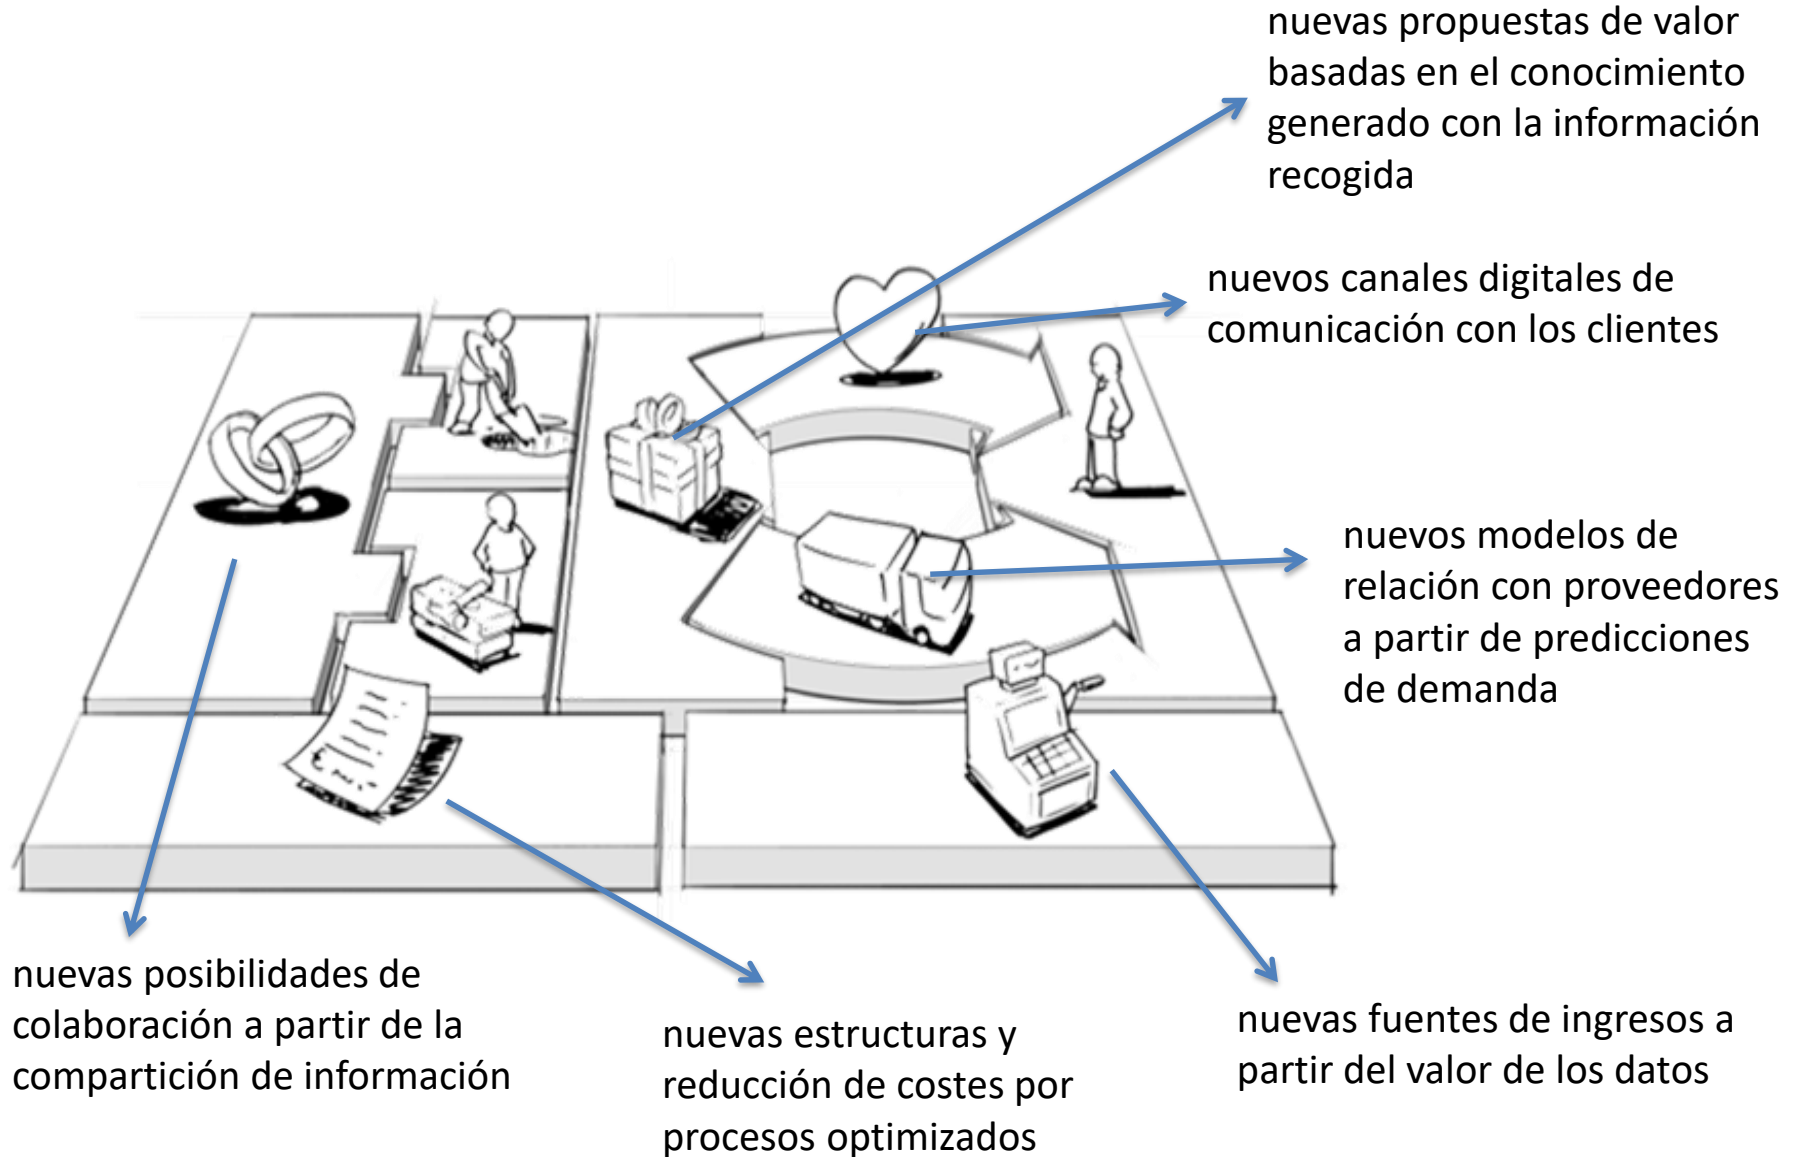 nuevas propuestas de valor
basadas en el conocimiento
generado con la información
recogida
nuevos canales digitales de
comunicación con los clientes
nuevos modelos de
relación con proveedores
a partir de predicciones
de demanda
nuevas posibilidades de
colaboración a partir de la
compartición de información
nuevas estructuras y
reducción de costes por
procesos optimizados
nuevas fuentes de ingresos a
partir del valor de los datos